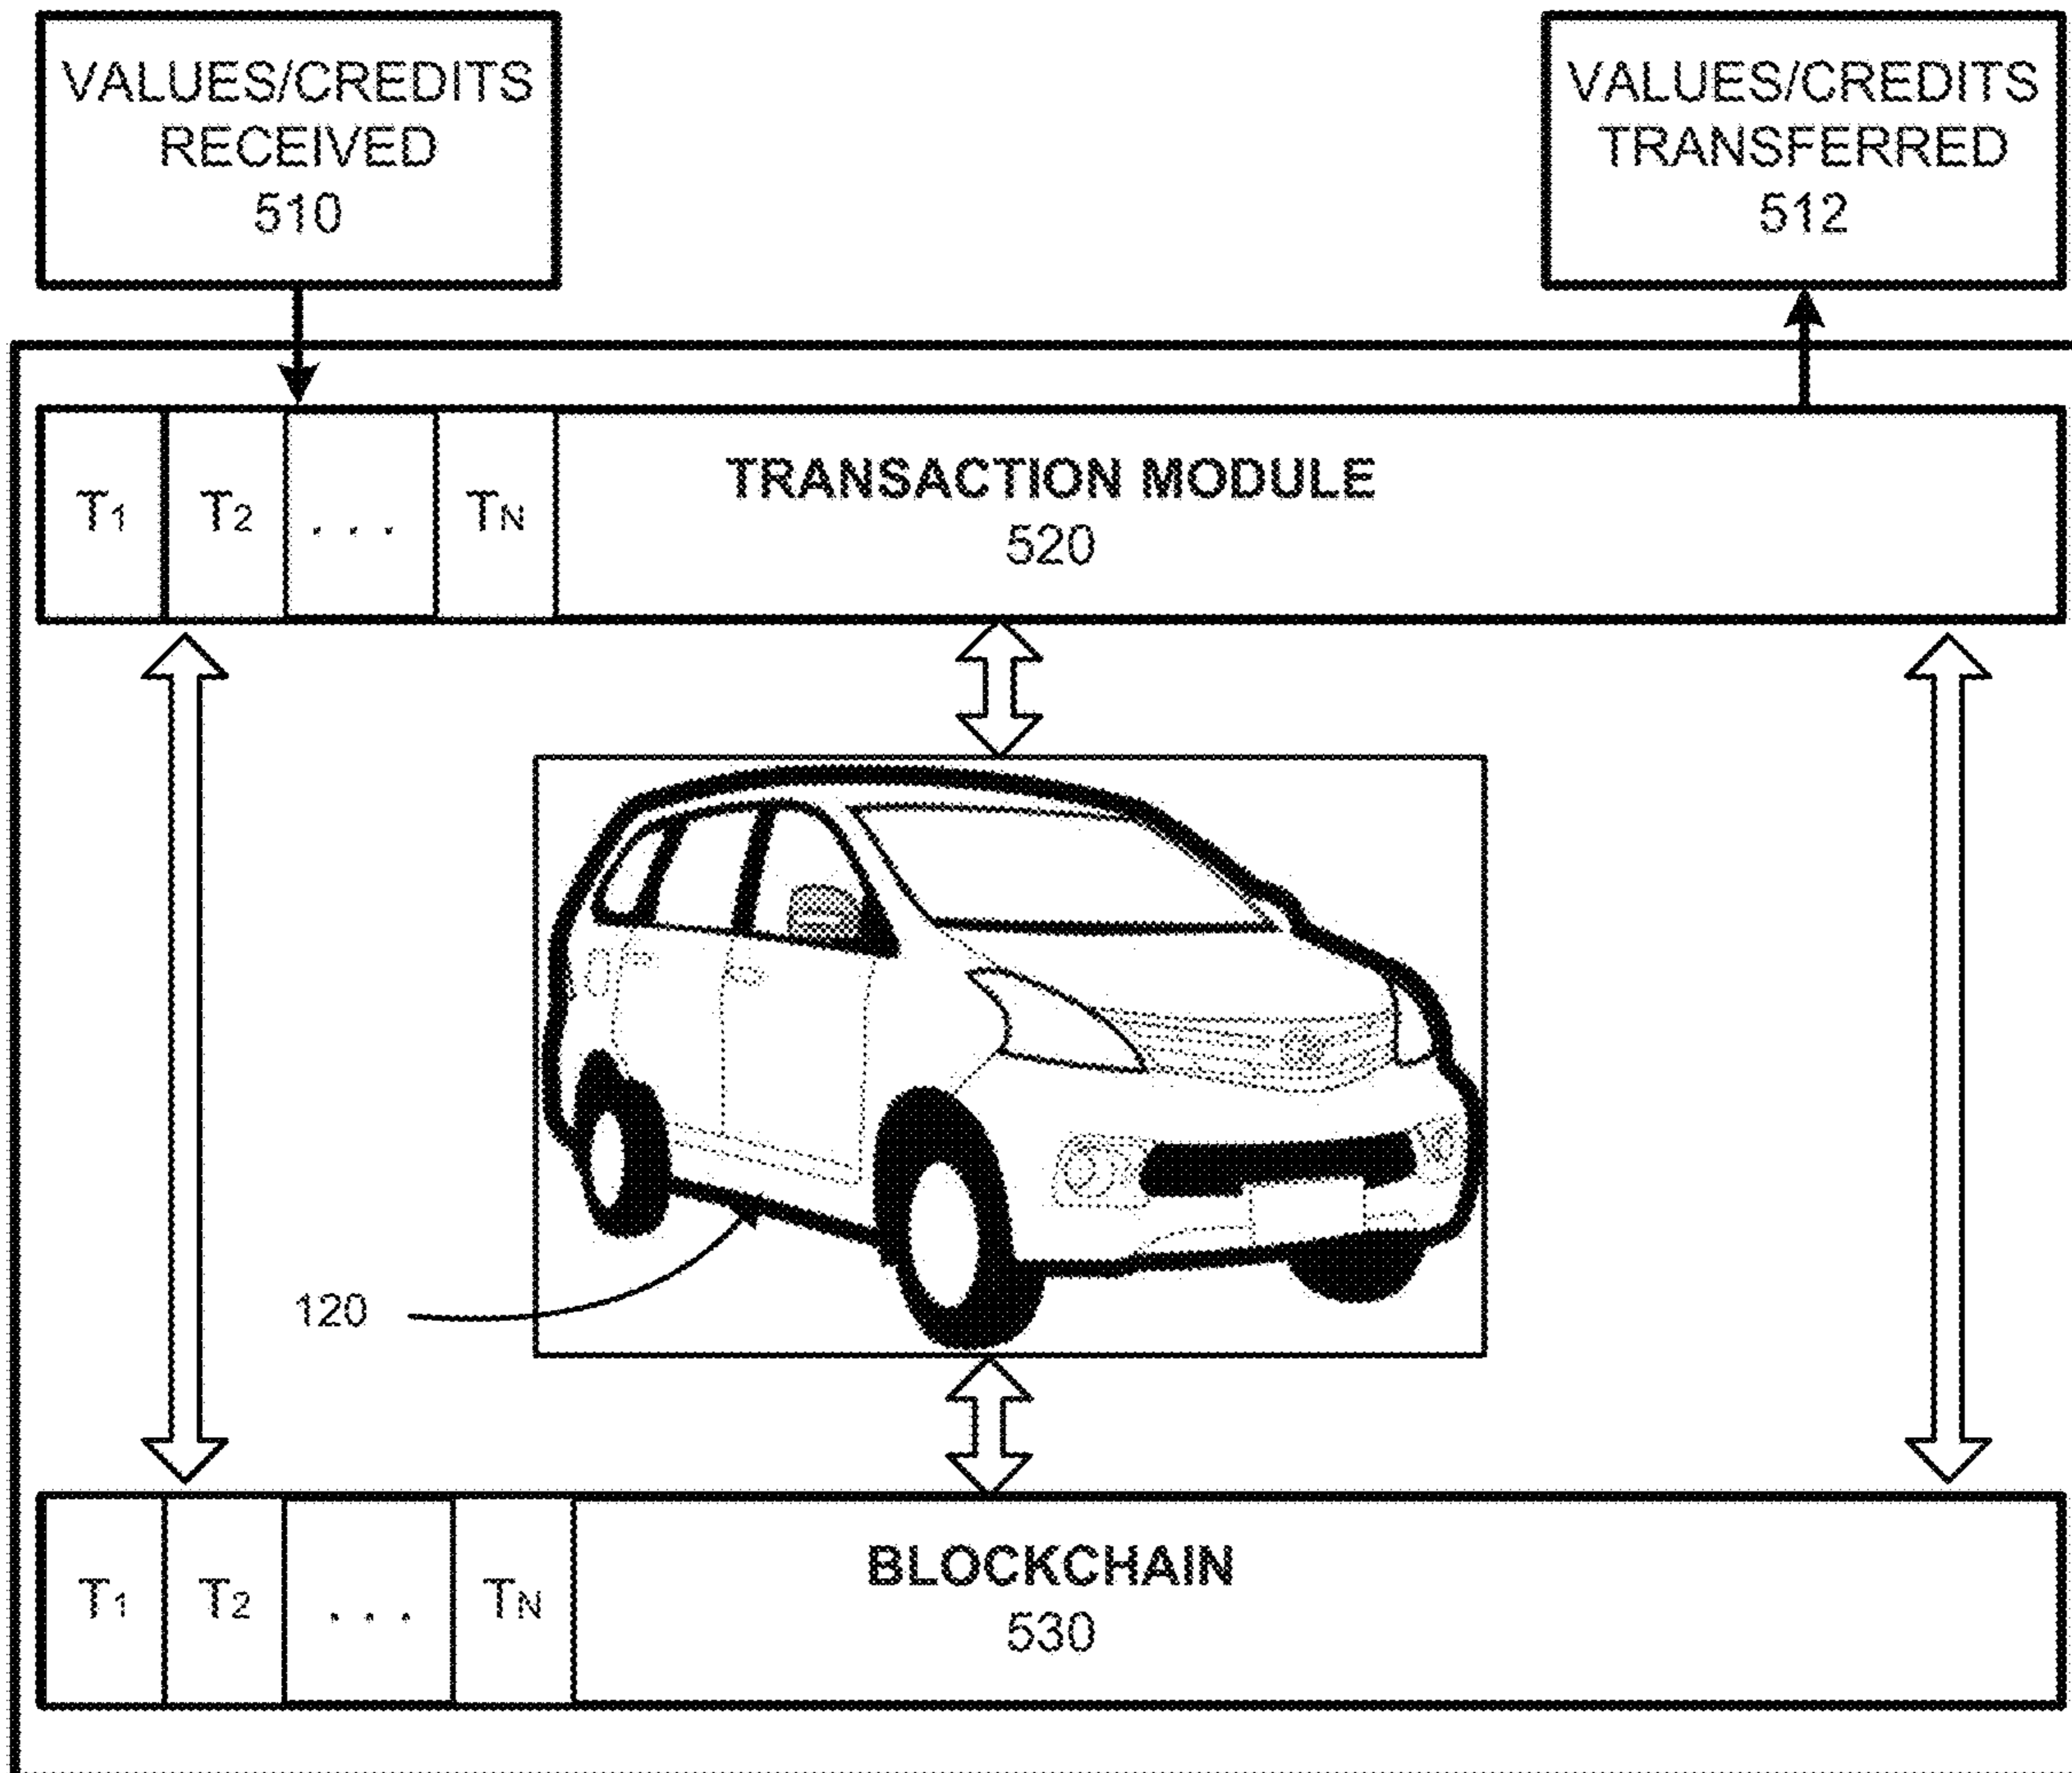 VALUES/CREDITS
RECEIVED
510
VALUES/CREDITS
TRANSFERRED
512
T1 T2 ... TN
TRANSACTION MODULE
520
120
T1 T2 ... TN
BLOCKCHAIN
530